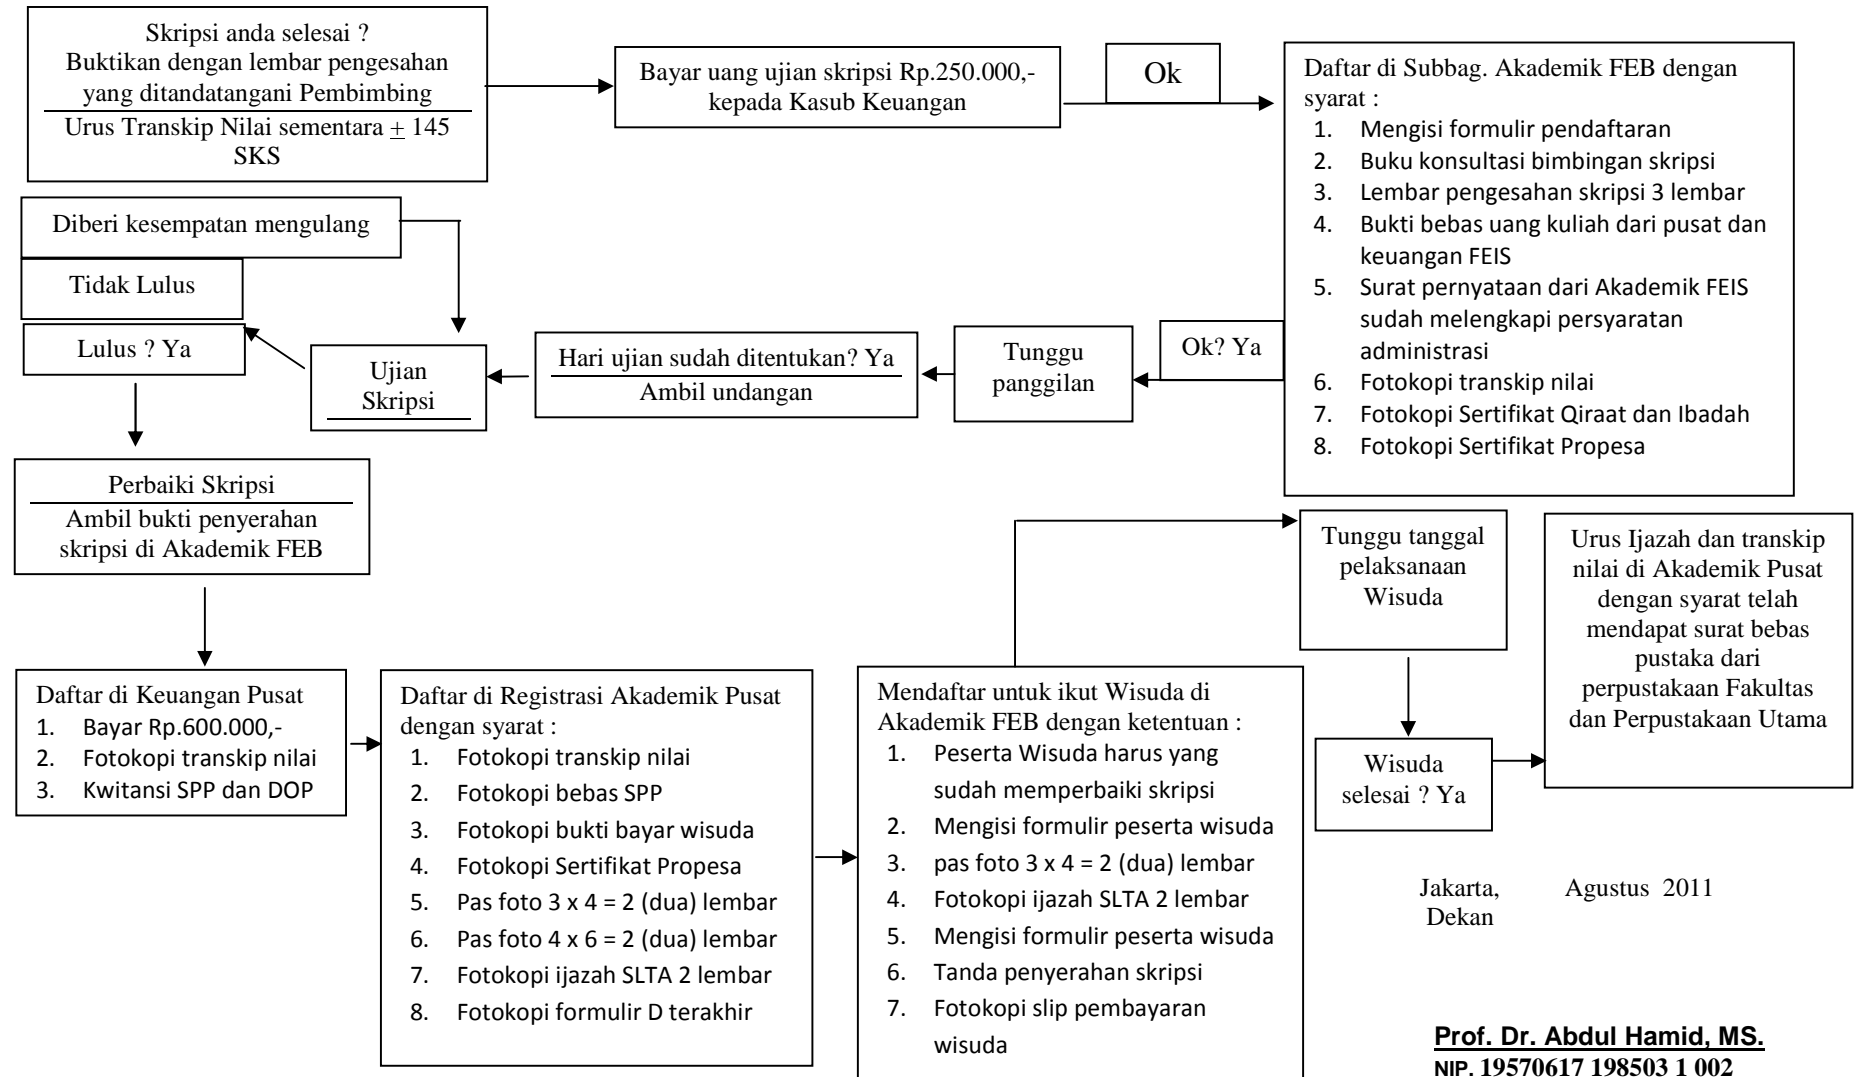 Skripsi anda selesai ?
Buktikan dengan lembar pengesahan
yang ditandatangani Pembimbing
Urus Transkip Nilai sementara ± 145
SKS
Bayar uang ujian skripsi Rp.250.000,-
kepada Kasub Keuangan
Ok
Daftar di Subbag. Akademik FEB dengan
syarat :
1. Mengisi formulir pendaftaran
2. Buku konsultasi bimbingan skripsi
3. Lembar pengesahan skripsi 3 lembar
4. Bukti bebas uang kuliah dari pusat dan
keuangan FEIS
5. Surat pernyataan dari Akademik FEIS
sudah melengkapi persyaratan
administrasi
6. Fotokopi transkip nilai
7. Fotokopi Sertifikat Qiraat dan Ibadah
8. Fotokopi Sertifikat Propesa
Ok? Ya
Tunggu
panggilan
Hari ujian sudah ditentukan? Ya
Ambil undangan
Ujian
Skripsi
Diberi kesempatan mengulang
Tidak Lulus
Lulus ? Ya
Perbaiki Skripsi
Ambil bukti penyerahan
skripsi di Akademik FEB
Daftar di Keuangan Pusat
1. Bayar Rp.600.000,-
2. Fotokopi transkip nilai
3. Kwitansi SPP dan DOP
Daftar di Registrasi Akademik Pusat
dengan syarat :
1. Fotokopi transkip nilai
2. Fotokopi bebas SPP
3. Fotokopi bukti bayar wisuda
4. Fotokopi Sertifikat Propesa
5. Pas foto 3 x 4 = 2 (dua) lembar
6. Pas foto 4 x 6 = 2 (dua) lembar
7. Fotokopi ijazah SLTA 2 lembar
8. Fotokopi formulir D terakhir
Mendaftar untuk ikut Wisuda di
Akademik FEB dengan ketentuan :
1. Peserta Wisuda harus yang
sudah memperbaiki skripsi
2. Mengisi formulir peserta wisuda
3. pas foto 3 x 4 = 2 (dua) lembar
4. Fotokopi ijazah SLTA 2 lembar
5. Mengisi formulir peserta wisuda
6. Tanda penyerahan skripsi
7. Fotokopi slip pembayaran
wisuda
Tunggu tanggal
pelaksanaan
Wisuda
Wisuda
selesai ? Ya
Urus Ijazah dan transkip
nilai di Akademik Pusat
dengan syarat telah
mendapat surat bebas
pustaka dari
perpustakaan Fakultas
dan Perpustakaan Utama
Jakarta, Agustus 2011
Dekan
Prof. Dr. Abdul Hamid, MS.
NIP. 19570617 198503 1 002